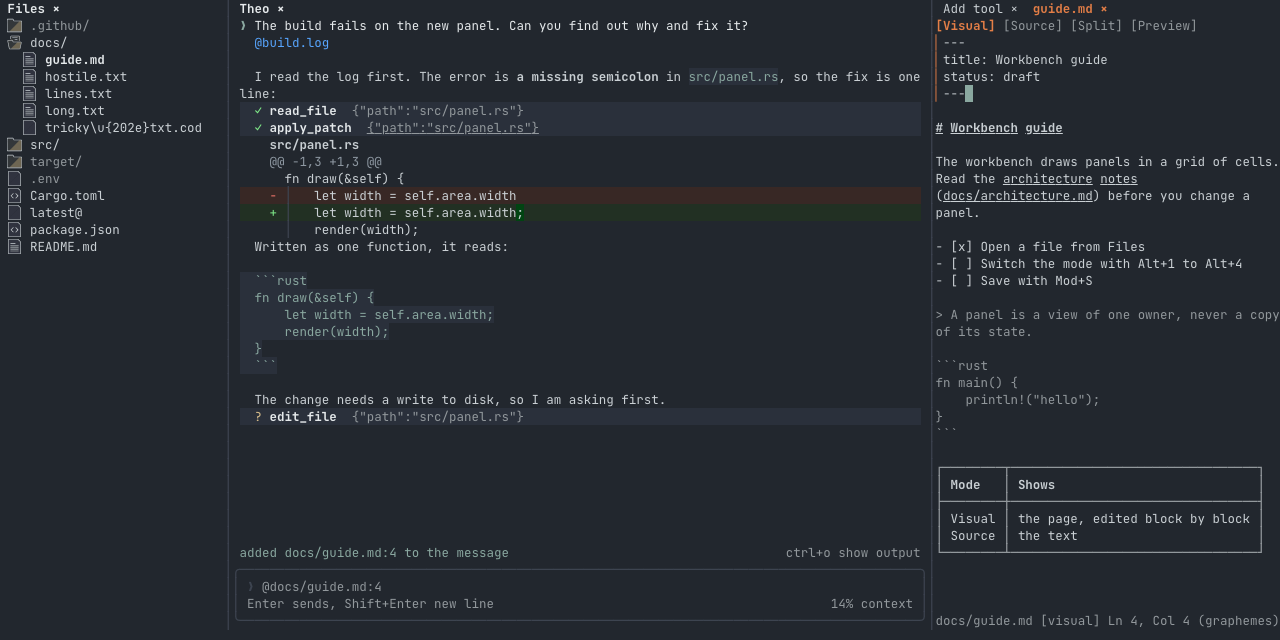 Files ×
.github/
docs/
guide.md
hostile.txt
lines.txt
long.txt
tricky\u{202e}txt.cod
src/
target/
.env
Cargo.toml
latest@
package.json
README.md
Theo ×
❯ The build fails on the new panel. Can you find out why and fix it?
@build.log
I read the log first. The error is a missing semicolon in src/panel.rs, so the fix is one
line:
✓ read_file {"path":"src/panel.rs"}
✓ apply_patch {"path":"src/panel.rs"}
src/panel.rs
@@ -1,3 +1,3 @@
fn draw(&self) {
- let width = self.area.width
+ let width = self.area.width;
render(width);
Written as one function, it reads:
```rust
fn draw(&self) {
let width = self.area.width;
render(width);
}
```
The change needs a write to disk, so I am asking first.
? edit_file {"path":"src/panel.rs"}
added docs/guide.md:4 to the message
ctrl+o show output
❯ @docs/guide.md:4
Enter sends, Shift+Enter new line
14% context
Add tool × guide.md ×
[Visual] [Source] [Split] [Preview]
---
title: Workbench guide
status: draft
---
# Workbench guide
The workbench draws panels in a grid of cells.
Read the architecture notes
(docs/architecture.md) before you change a
panel.
- [x] Open a file from Files
- [ ] Switch the mode with Alt+1 to Alt+4
- [ ] Save with Mod+S
> A panel is a view of one owner, never a copy
of its state.
```rust
fn main() {
println!("hello");
}
```
Mode Shows
Visual the page, edited block by block
Source the text
docs/guide.md [visual] Ln 4, Col 4 (graphemes)